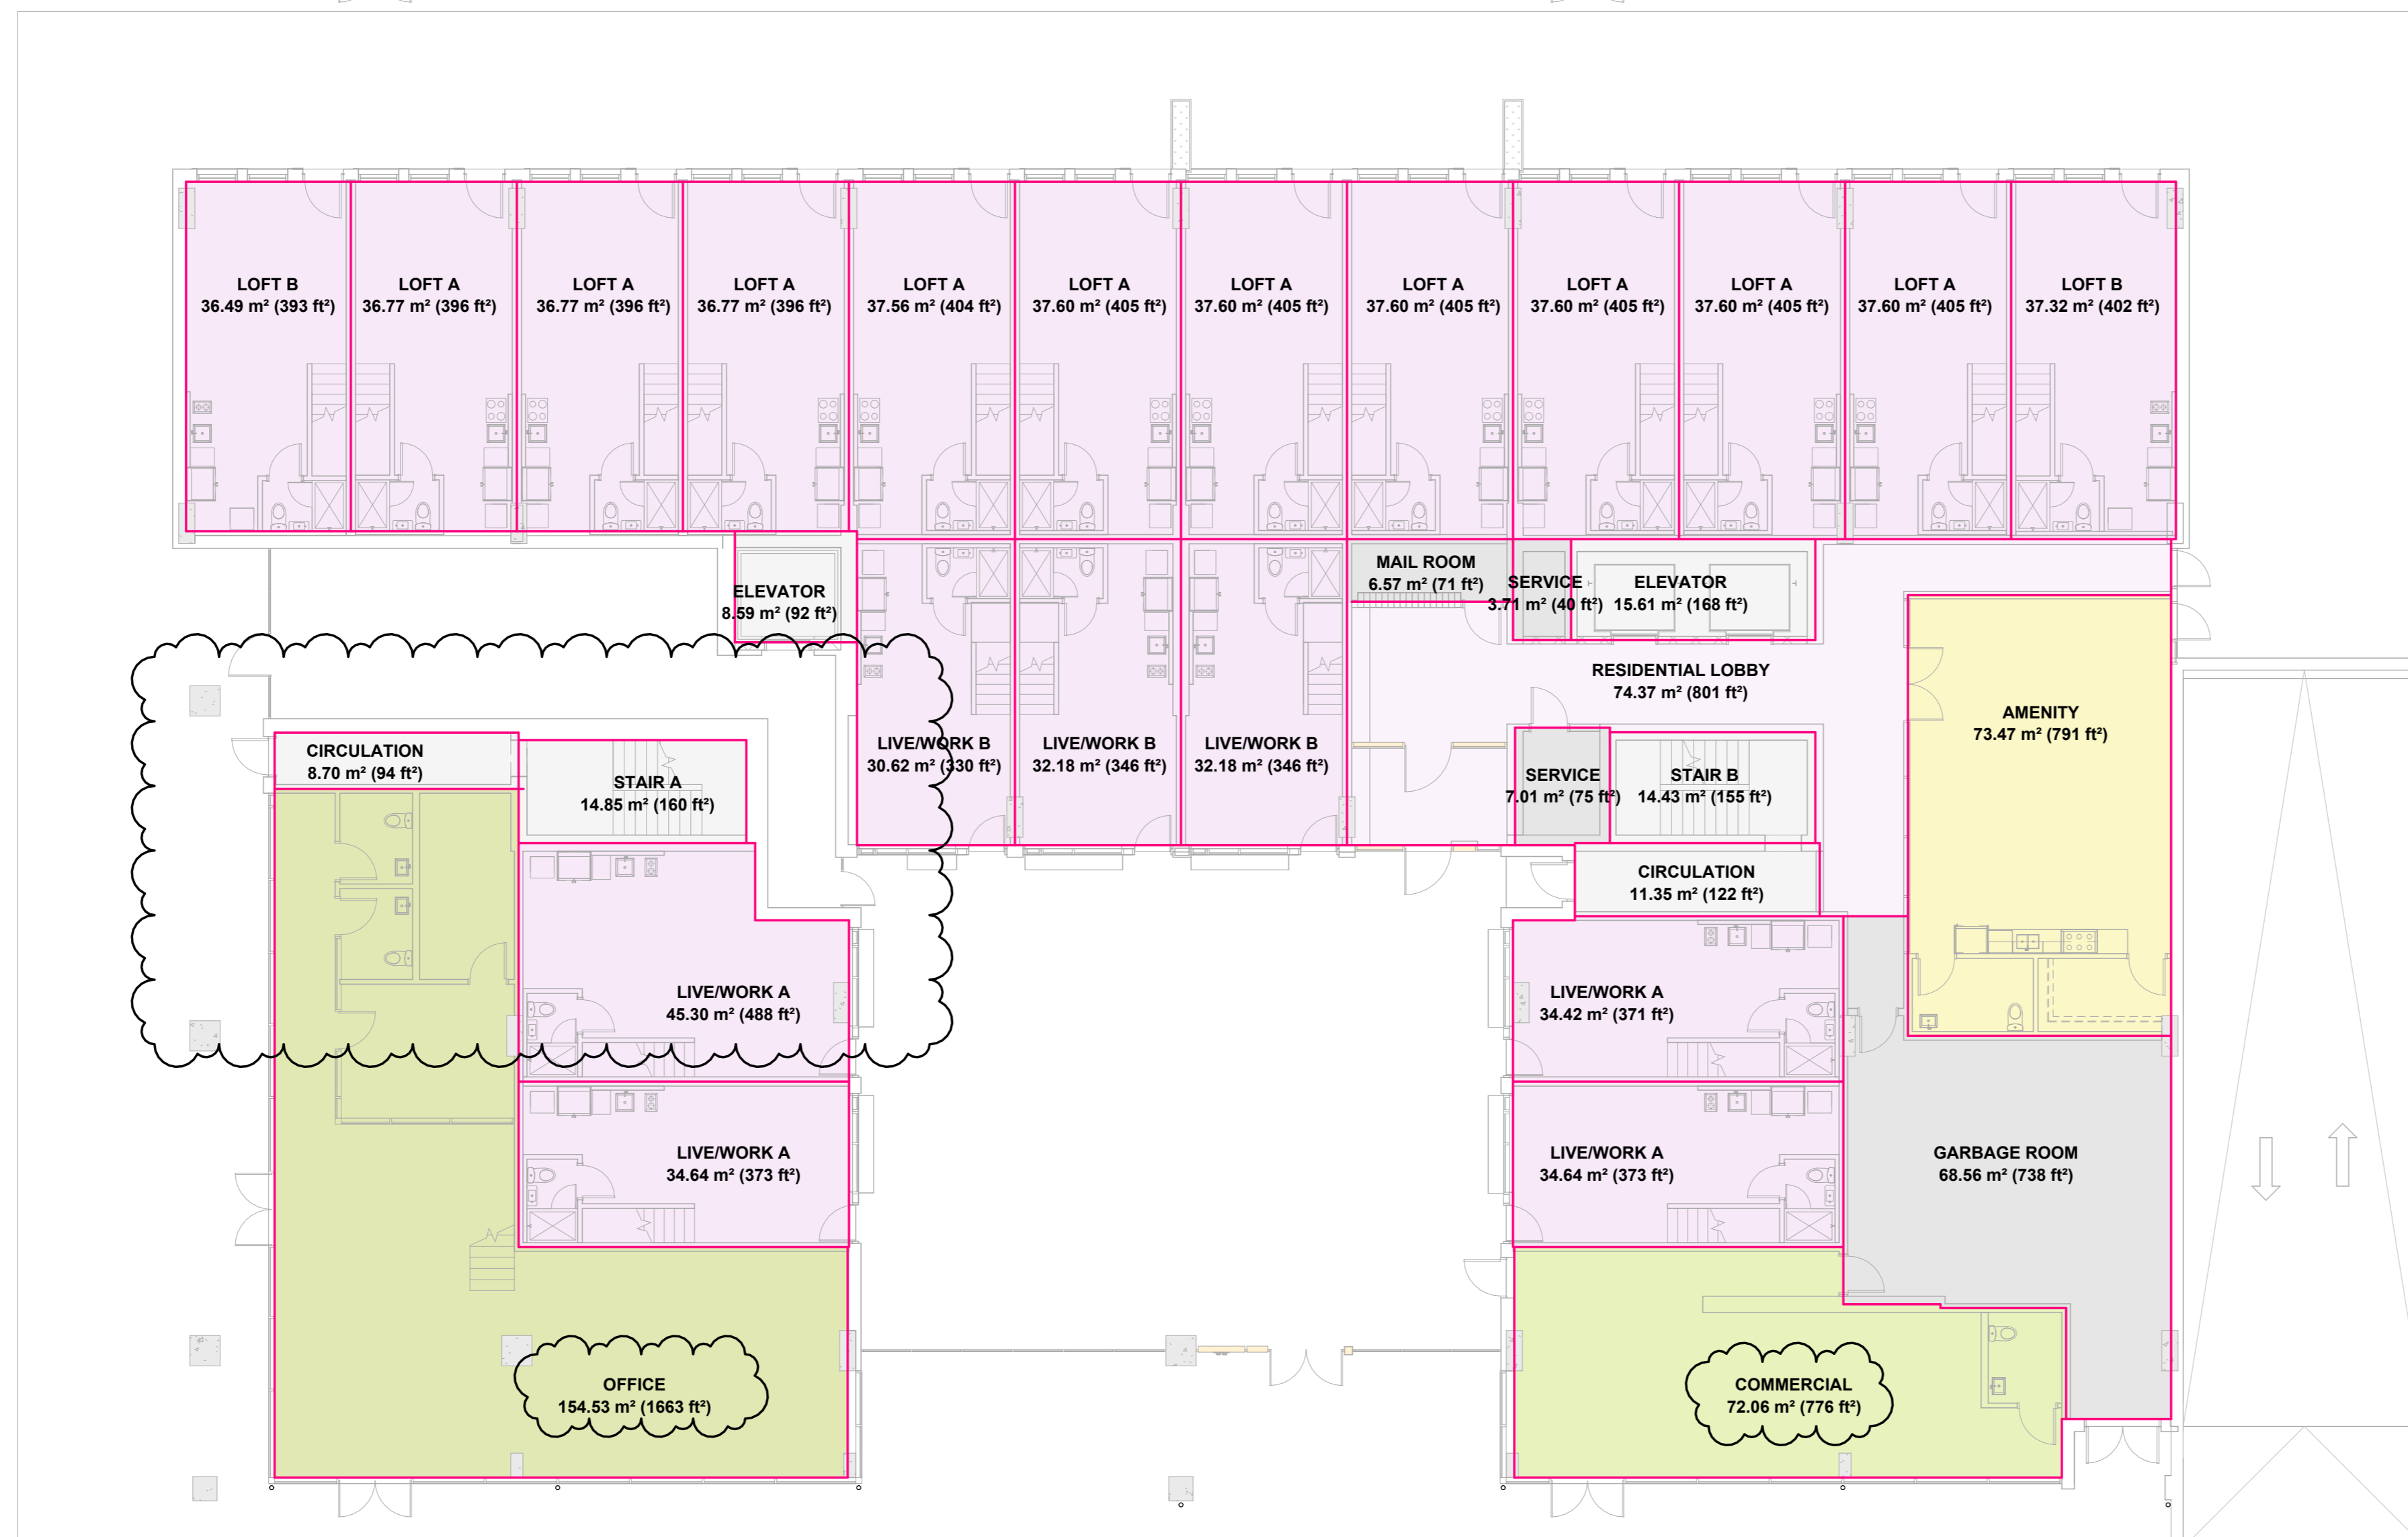 LOFT B
36.49 m² (393 ft²)
LOFT A
36.77 m² (396 ft²)
LOFT A
36.77 m² (396 ft²)
LOFT A
36.77 m² (396 ft²)
LOFT A
37.56 m² (404 ft²)
LOFT A
37.60 m² (405 ft²)
LOFT A
37.60 m² (405 ft²)
LOFT A
37.60 m² (405 ft²)
LOFT A
37.60 m² (405 ft²)
LOFT A
37.60 m² (405 ft²)
LOFT A
37.60 m² (405 ft²)
LOFT B
37.32 m² (402 ft²)
ELEVATOR
8.59 m² (92 ft²)
MAIL ROOM
6.57 m² (71 ft²)
SERVICE
3.71 m² (40 ft²)
ELEVATOR
15.61 m² (168 ft²)
RESIDENTIAL LOBBY
74.37 m² (801 ft²)
AMENITY
73.47 m² (791 ft²)
CIRCULATION
8.70 m² (94 ft²)
STAIR A
14.85 m² (160 ft²)
LIVE/WORK B
30.62 m² (330 ft²)
LIVE/WORK B
32.18 m² (346 ft²)
LIVE/WORK B
32.18 m² (346 ft²)
SERVICE
7.01 m² (75 ft²)
STAIR B
14.43 m² (155 ft²)
CIRCULATION
11.35 m² (122 ft²)
LIVE/WORK A
45.30 m² (488 ft²)
LIVE/WORK A
34.42 m² (371 ft²)
LIVE/WORK A
34.64 m² (373 ft²)
LIVE/WORK A
34.64 m² (373 ft²)
GARBAGE ROOM
68.56 m² (738 ft²)
OFFICE
154.53 m² (1663 ft²)
COMMERCIAL
72.06 m² (776 ft²)